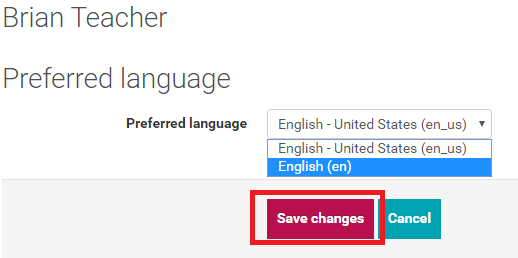 Brian Teacher
Preferred language
Preferred language English - United States (en_us)
English - United States (en_us)
English (en)
Save changes Cancel